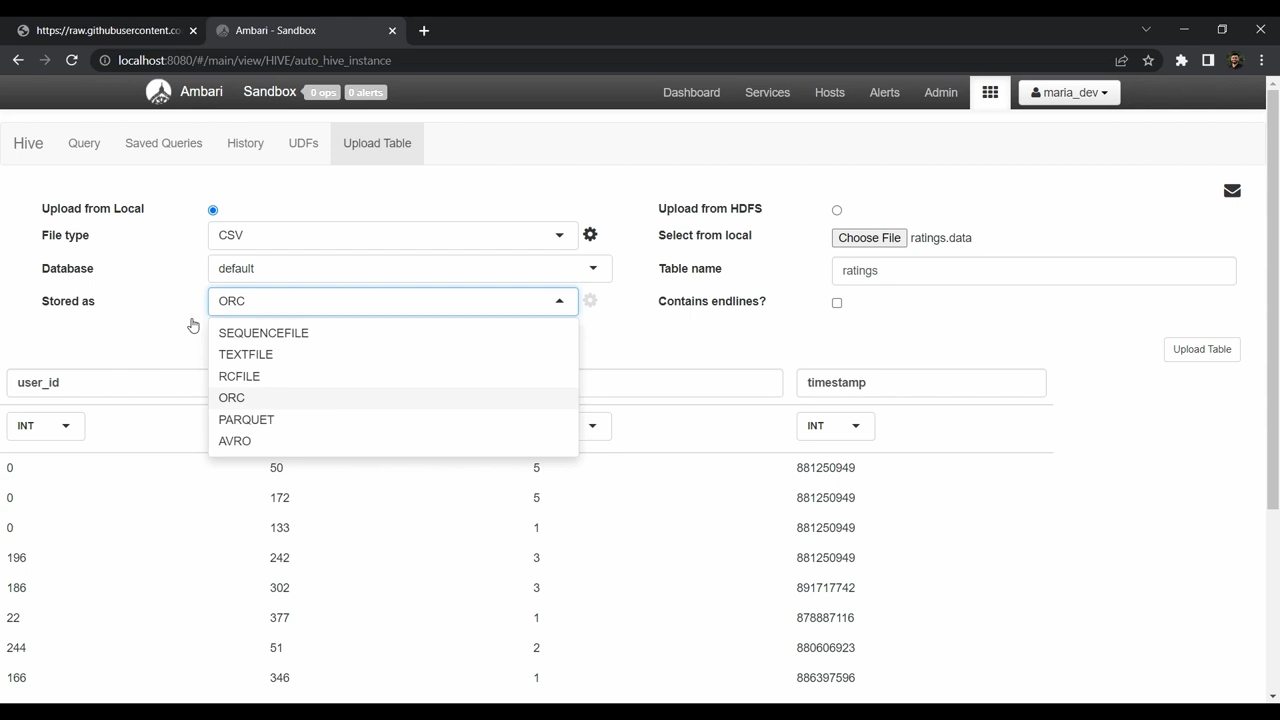 https://raw.githubusercontent.co
Ambari - Sandbox
localhost:8080/#/main/view/HIVE/auto_hive_instance
Ambari Sandbox 0 ops 0 alerts Dashboard Services Hosts Alerts Admin maria_dev
Hive Query Saved Queries History UDFs Upload Table
Upload from Local Upload from HDFS
File type CSV Select from local Choose File ratings.data
Database default Table name ratings
Stored as ORC Contains endlines?
SEQUENCEFILE
TEXTFILE
RCFILE
ORC
PARQUET
AVRO
Upload Table
user_id timestamp
INT INT
0 50 5 881250949
0 172 5 881250949
0 133 1 881250949
196 242 3 881250949
186 302 3 891717742
22 377 1 878887116
244 51 2 880606923
166 346 1 886397596